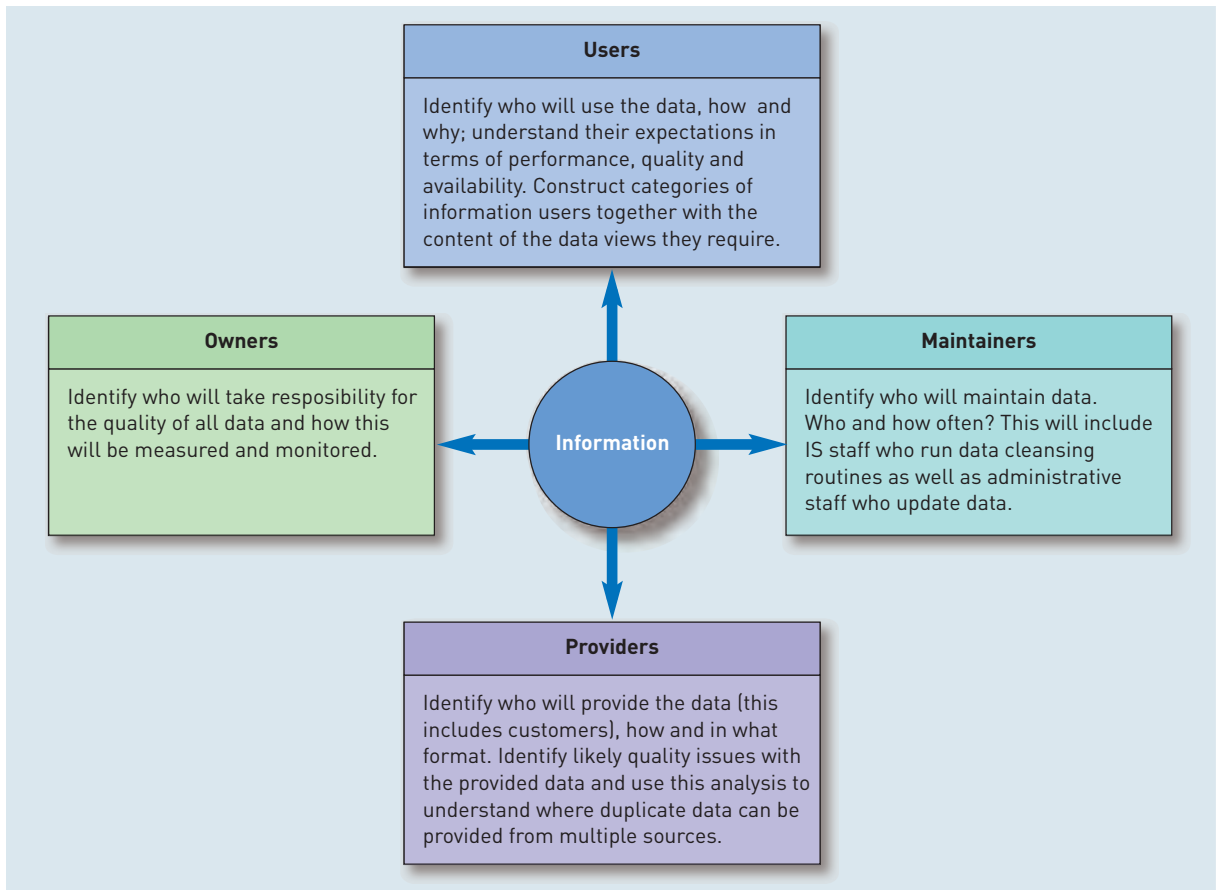 Users
Identify who will use the data, how and
why; understand their expectations in
terms of performance, quality and
availability. Construct categories of
information users together with the
content of the data views they require.
Owners
Identify who will take resposibility for
the quality of all data and how this
will be measured and monitored.
Information
Maintainers
Identify who will maintain data.
Who and how often? This will include
IS staff who run data cleansing
routines as well as administrative
staff who update data.
Providers
Identify who will provide the data (this
includes customers), how and in what
format. Identify likely quality issues with
the provided data and use this analysis to
understand where duplicate data can be
provided from multiple sources.